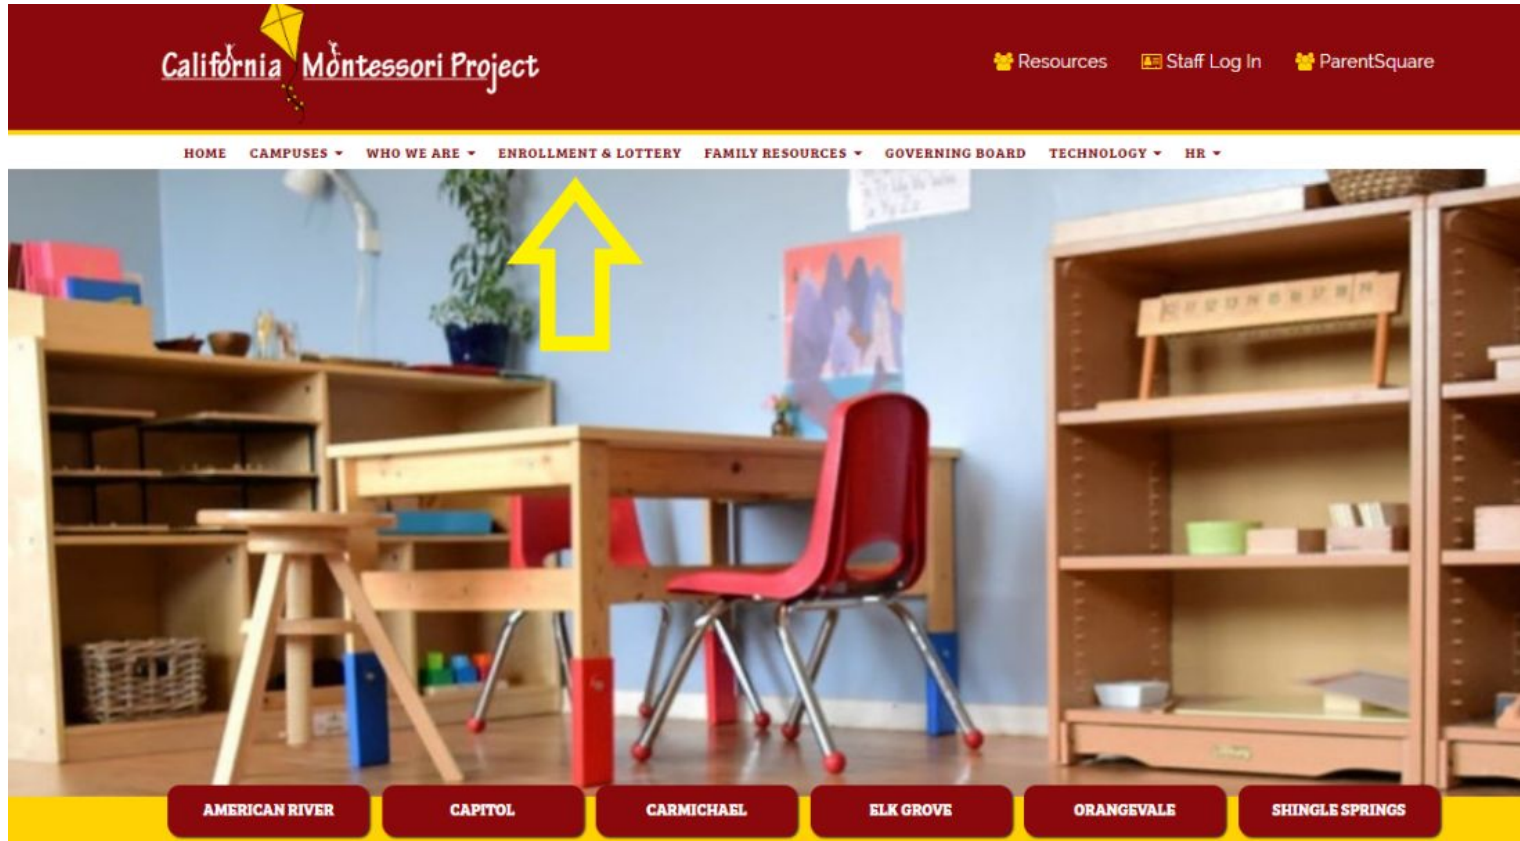 California Montessori Project
Resources Staff Log In ParentSquare
HOME CAMPUSES WHO WE ARE ENROLLMENT & LOTTERY FAMILY RESOURCES GOVERNING BOARD TECHNOLOGY HR
AMERICAN RIVER CAPITOL CARMICHAEL ELK GROVE ORANGEVALE SHINGLE SPRINGS